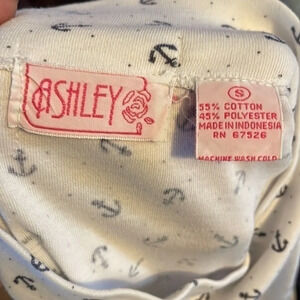 ASHLEY
S
55% COTTON
45% POLYESTER
MADE IN INDONESIA
RN 67526
MACHINE WASH COLD